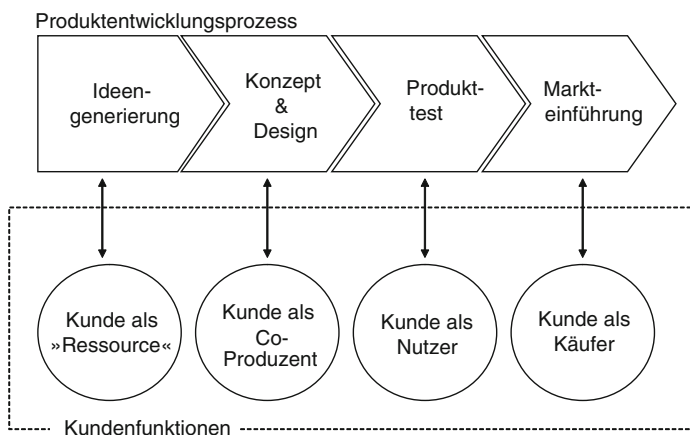 Produktentwicklungsprozess
Ideen-
generierung
Konzept
&
Design
Produkt-
test
Markt-
einführung
Kunde als
»Ressource«
Kunde als
Co-
Produzent
Kunde als
Nutzer
Kunde als
Käufer
Kundenfunktionen